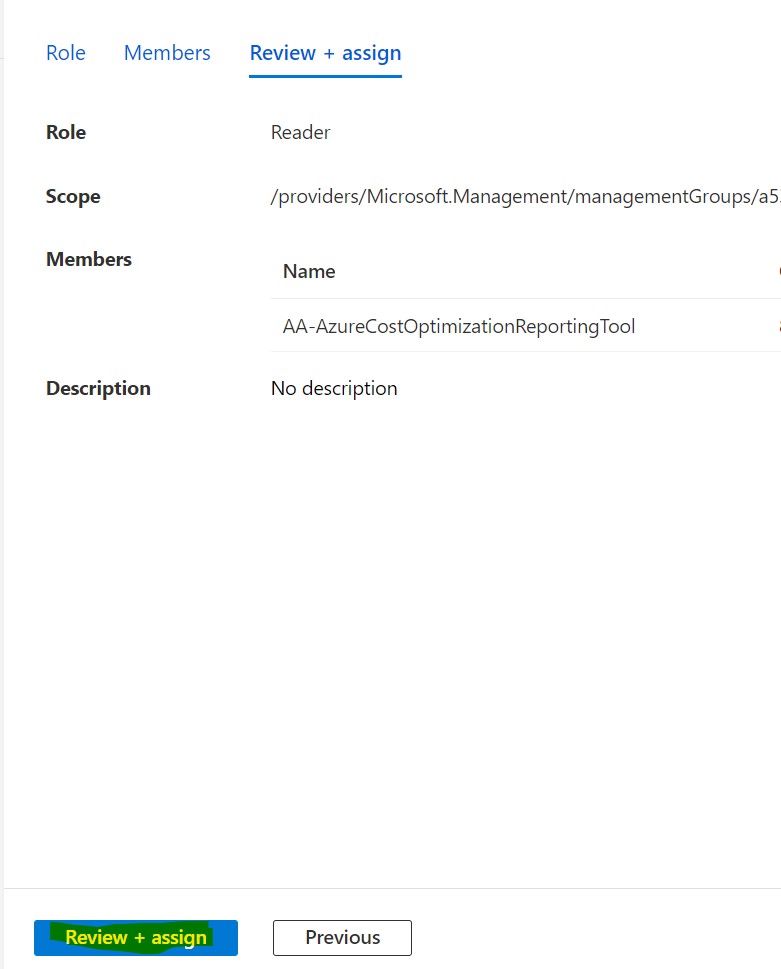 Role Members Review + assign
Role Reader
Scope /providers/Microsoft.Management/managementGroups/a5
Members
Name
AA-AzureCostOptimizationReportingTool
Description No description
Review + assign Previous